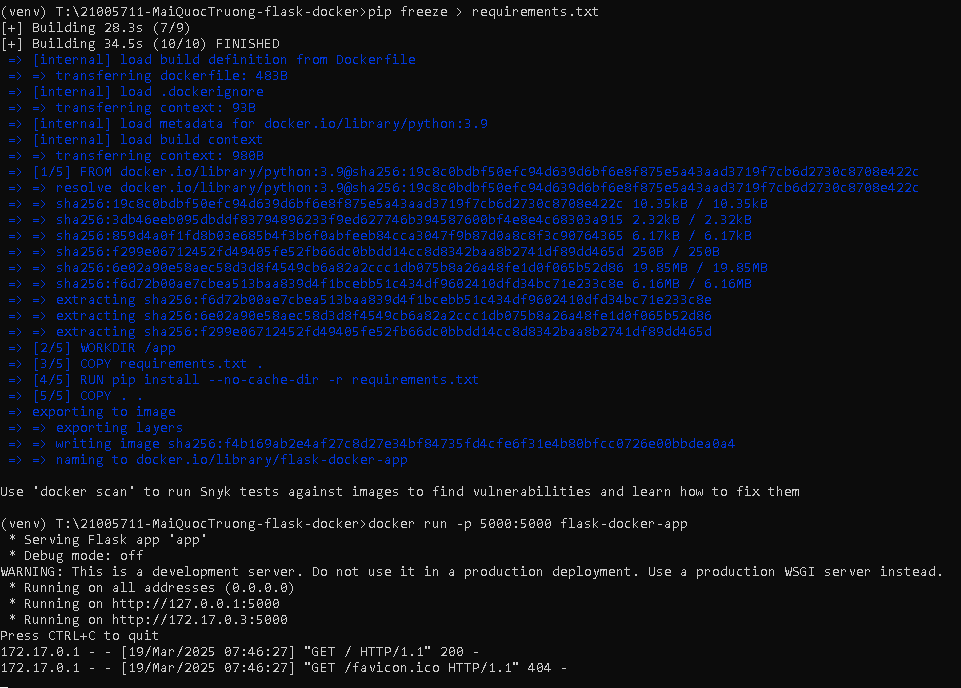 (venv) T:\21005711-MaiQuocTruong-flask-docker>pip freeze > requirements.txt
[+] Building 28.3s (7/9)
[+] Building 34.5s (10/10) FINISHED
=> [internal] load build definition from Dockerfile
=> => transferring dockerfile: 483B
=> [internal] load .dockerignore
=> => transferring context: 93B
=> [internal] load metadata for docker.io/library/python:3.9
=> [internal] load build context
=> => transferring context: 980B
=> [1/5] FROM docker.io/library/python:3.9@sha256:19c8c0bdbf50efc94d639d6bf6e8f875e5a43aad3719f7cb6d2730c8708e422c
=> => resolve docker.io/library/python:3.9@sha256:19c8c0bdbf50efc94d639d6bf6e8f875e5a43aad3719f7cb6d2730c8708e422c
=> => sha256:19c8c0bdbf50efc94d639d6bf6e8f875e5a43aad3719f7cb6d2730c8708e422c 10.35kB / 10.35kB
=> => sha256:3db46eeb095dbddf83794896233f9ed627746b394587600bf4e8e4c68303a915 2.32kB / 2.32kB
=> => sha256:859d4a0f1fd8b03e685b4f3b6f0abfeeb84cca3047f9b87d0a8c8f3c90764365 6.17kB / 6.17kB
=> => sha256:f299e06712452fd49405fe52fb66dc0bbdd14cc8d8342baa8b2741df89dd465d 250B / 250B
=> => sha256:6e02a90e58aec58d3d8f4549cb6a82a2ccc1db075b8a26a48fe1d0f065b52d86 19.85MB / 19.85MB
=> => sha256:f6d72b00ae7cbea513baa839d4f1bcebb51c434df9602410dfd34bc71e233c8e 6.16MB / 6.16MB
=> => extracting sha256:f6d72b00ae7cbea513baa839d4f1bcebb51c434df9602410dfd34bc71e233c8e
=> => extracting sha256:6e02a90e58aec58d3d8f4549cb6a82a2ccc1db075b8a26a48fe1d0f065b52d86
=> => extracting sha256:f299e06712452fd49405fe52fb66dc0bbdd14cc8d8342baa8b2741df89dd465d
=> [2/5] WORKDIR /app
=> [3/5] COPY requirements.txt .
=> [4/5] RUN pip install --no-cache-dir -r requirements.txt
=> [5/5] COPY . .
=> exporting to image
=> => exporting layers
=> => writing image sha256:f4b169ab2e4af27c8d27e34bf84735fd4cfe6f31e4b80bfcc0726e00bbdea0a4
=> => naming to docker.io/library/flask-docker-app
Use 'docker scan' to run Snyk tests against images to find vulnerabilities and learn how to fix them
(venv) T:\21005711-MaiQuocTruong-flask-docker>docker run -p 5000:5000 flask-docker-app
* Serving Flask app 'app'
* Debug mode: off
WARNING: This is a development server. Do not use it in a production deployment. Use a production WSGI server instead.
* Running on all addresses (0.0.0.0)
* Running on http://127.0.0.1:5000
* Running on http://172.17.0.3:5000
Press CTRL+C to quit
172.17.0.1 - - [19/Mar/2025 07:46:27] "GET / HTTP/1.1" 200 -
172.17.0.1 - - [19/Mar/2025 07:46:27] "GET /favicon.ico HTTP/1.1" 404 -